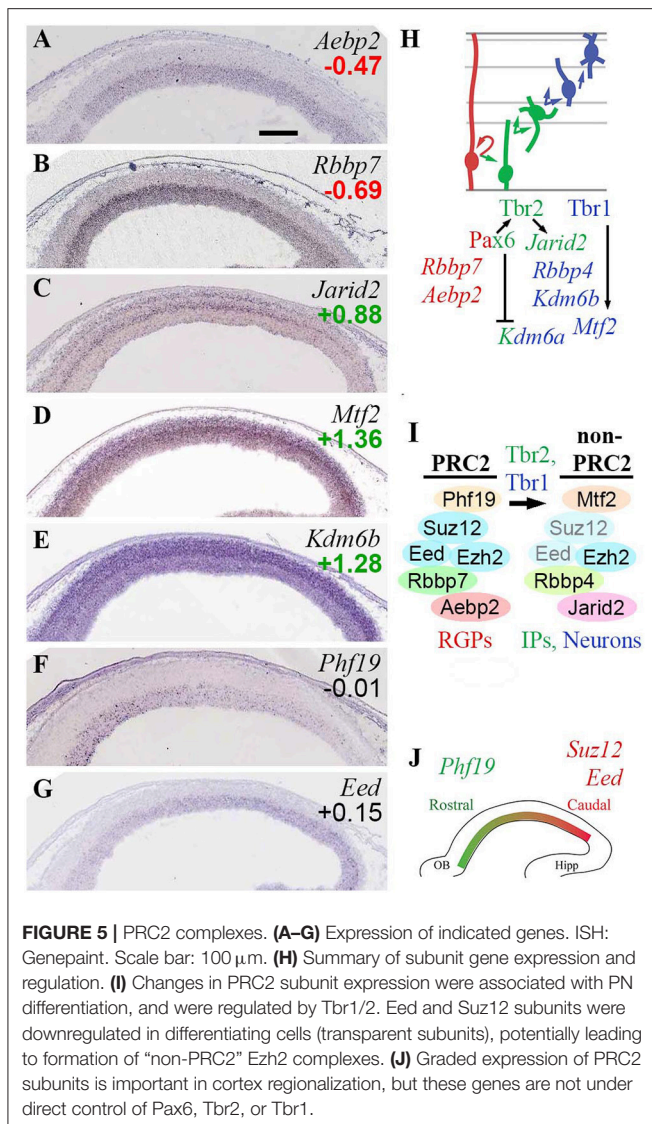 A
Aebp2
-0.47
B
Rbbp7
-0.69
C
Jarid2
+0.88
D
Mtf2
+1.36
E
Kdm6b
+1.28
F
Phf19
-0.01
G
Eed
+0.15
H
Tbr2 Tbr1
Pax6 Jarid2
Rbbp7 Rbbp4
Aebp2 Kdm6b
Kdm6a Mtf2
I
PRC2 Tbr2, Tbr1 non-PRC2
Phf19 Mtf2
Suz12 Suz12
Eed Ezh2 Eed Ezh2
Rbbp7 Rbbp4
Aebp2 Jarid2
RGPs IPs, Neurons
J
Phf19 Suz12
Eed
Rostral Caudal
OB Hipp
FIGURE 5 | PRC2 complexes. (A–G) Expression of indicated genes. ISH:
Genepaint. Scale bar: 100 μm. (H) Summary of subunit gene expression and
regulation. (I) Changes in PRC2 subunit expression were associated with PN
differentiation, and were regulated by Tbr1/2. Eed and Suz12 subunits were
downregulated in differentiating cells (transparent subunits), potentially leading
to formation of “non-PRC2” Ezh2 complexes. (J) Graded expression of PRC2
subunits is important in cortex regionalization, but these genes are not under
direct control of Pax6, Tbr2, or Tbr1.